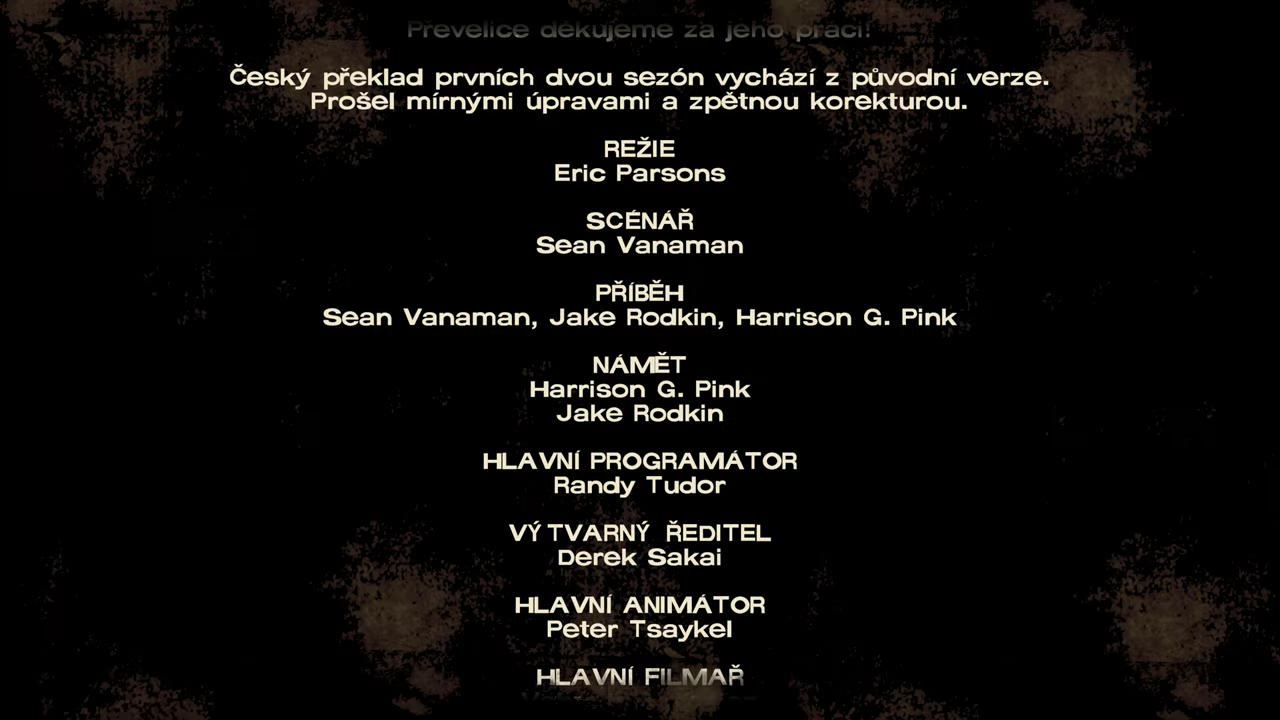 Převelice děkujeme za jeho práci!
Český překlad prvních dvou sezón vychází z původní verze.
Prošel mírnými úpravami a zpětnou korekturou.
REŽIE
Eric Parsons
SCÉNÁŘ
Sean Vanaman
PŘÍBĚH
Sean Vanaman, Jake Rodkin, Harrison G. Pink
NÁMĚT
Harrison G. Pink
Jake Rodkin
HLAVNÍ PROGRAMÁTOR
Randy Tudor
VÝTVARNÝ ŘEDITEL
Derek Sakai
HLAVNÍ ANIMÁTOR
Peter Tsaykel
HLAVNÍ FILMAŘ